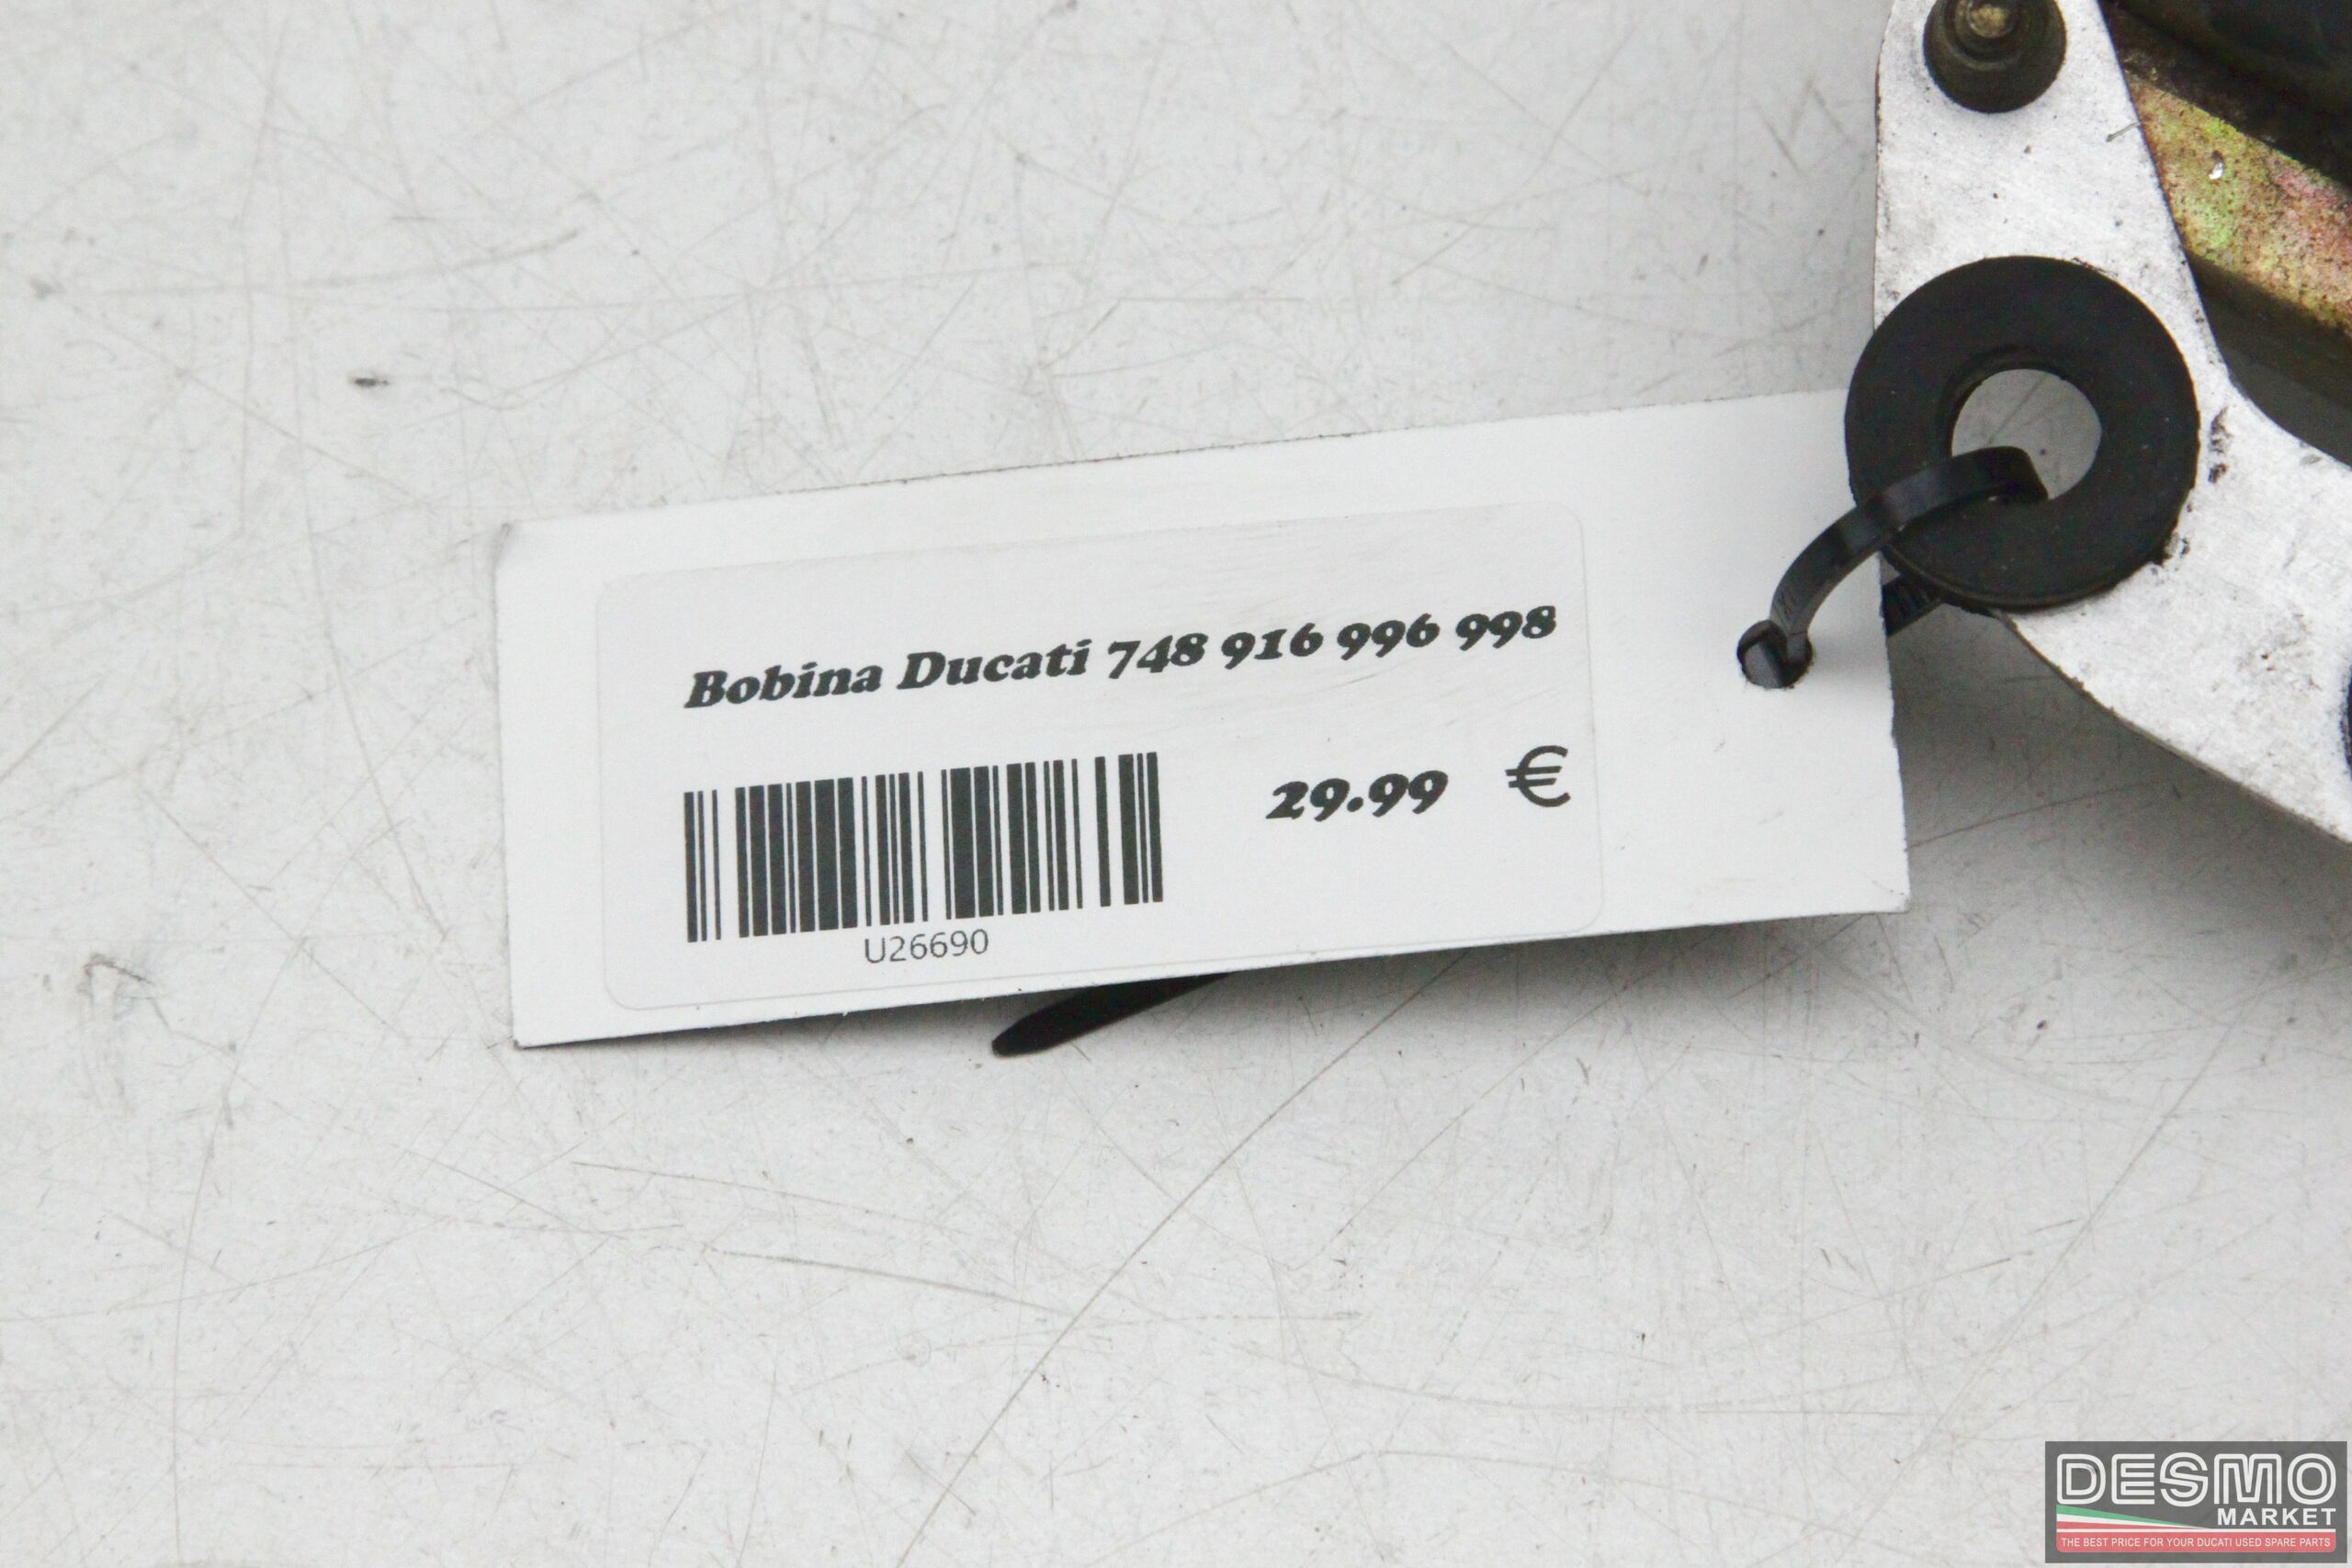 Bobina Ducati 748 916 996 998
29.99 €
U26690
DESMO
MARKET
THE BEST PRICE FOR YOUR DUCATI USED SPARE PARTS